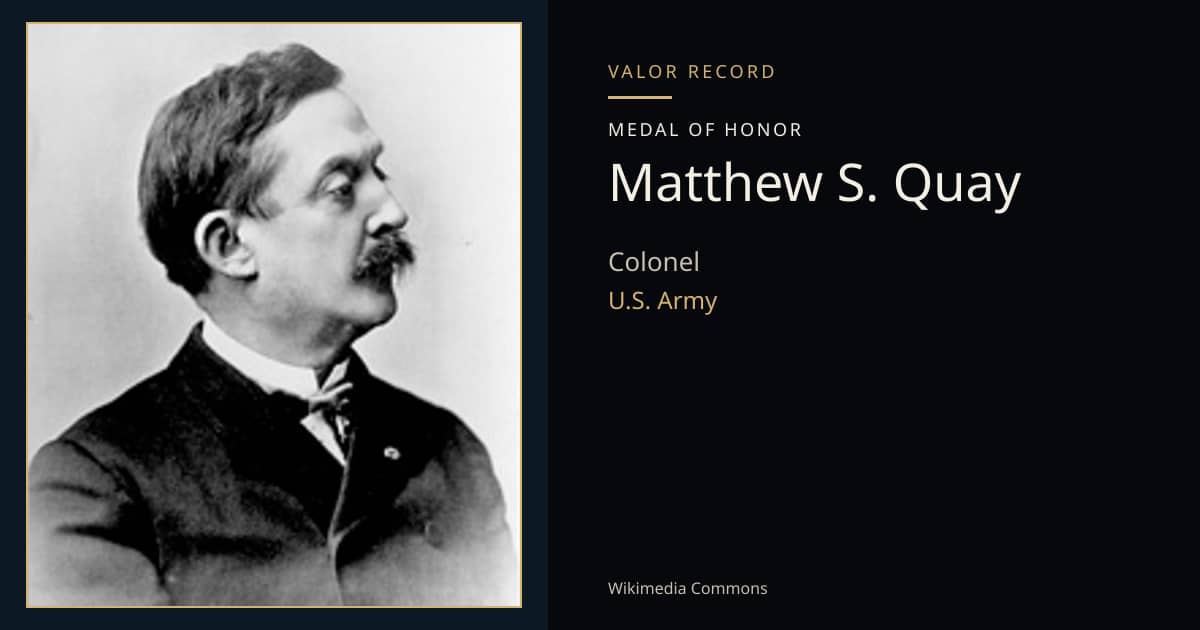 VALOR RECORD
MEDAL OF HONOR
Matthew S. Quay
Colonel
U.S. Army
Wikimedia Commons